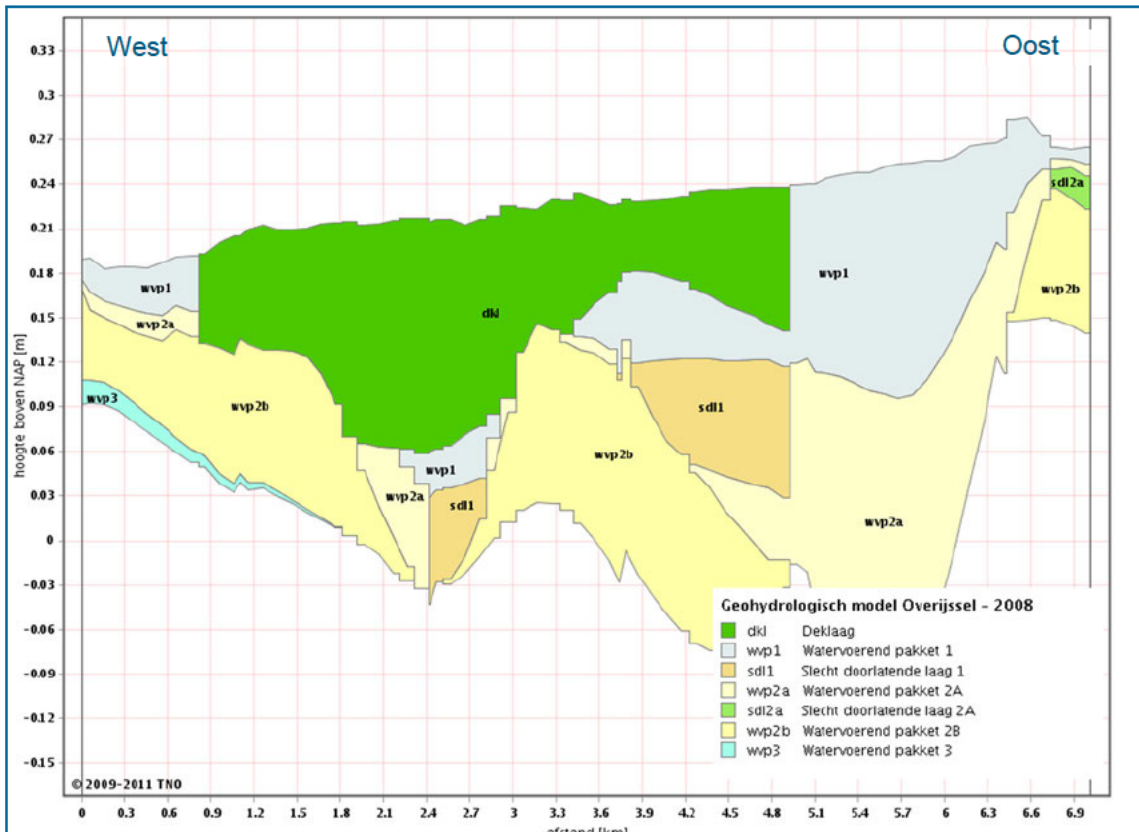 West
Oost
hoogte boven NAP [m]
0.33
0.3
0.27
0.24
0.21
0.18
0.15
0.12
0.09
0.06
0.03
0
-0.03
-0.06
-0.09
-0.12
-0.15
wvp1
wvp2a
wvp3
wvp2b
dkl
wvp1
wvp2a
sdl1
wvp2b
sdl1
wvp1
wvp2a
sdl2a
wvp2b
Geohydrologisch model Overijssel - 2008
dkl Deklaag
wvp1 Watervoerend pakket 1
sdl1 Slecht doorlatende laag 1
wvp2a Watervoerend pakket 2A
sdl2a Slecht doorlatende laag 2A
wvp2b Watervoerend pakket 2B
wvp3 Watervoerend pakket 3
© 2009-2011 TNO
0 0.3 0.6 0.9 1.2 1.5 1.8 2.1 2.4 2.7 3 3.3 3.6 3.9 4.2 4.5 4.8 5.1 5.4 5.7 6 6.3 6.6 6.9
afstand [km]